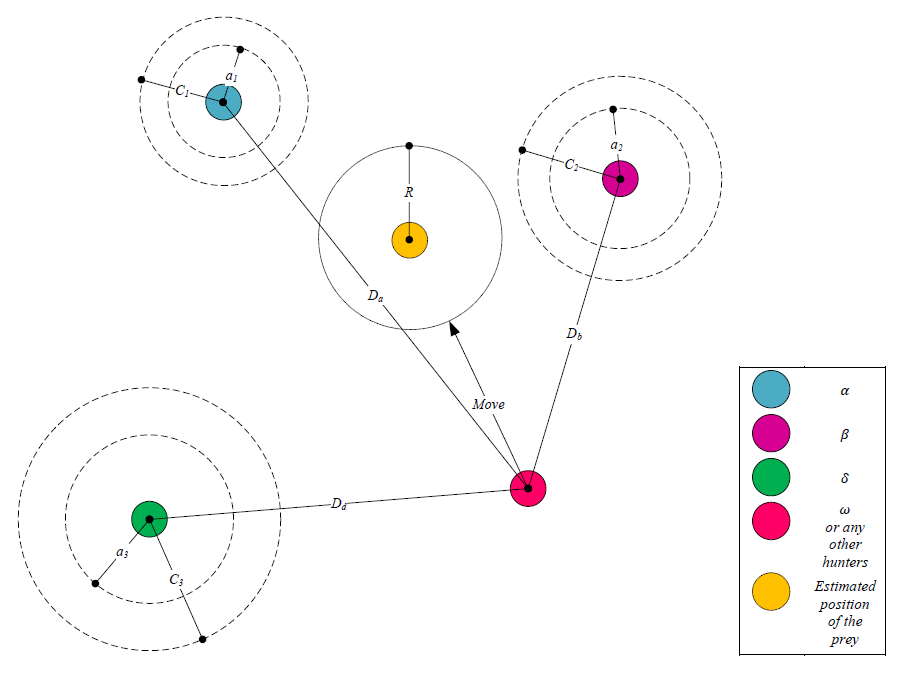 a1
C1
a2
C2
R
Da
Db
Move
Dd
a3
C3
α
β
δ
ω
or any
other
hunters
Estimated
position
of the
prey